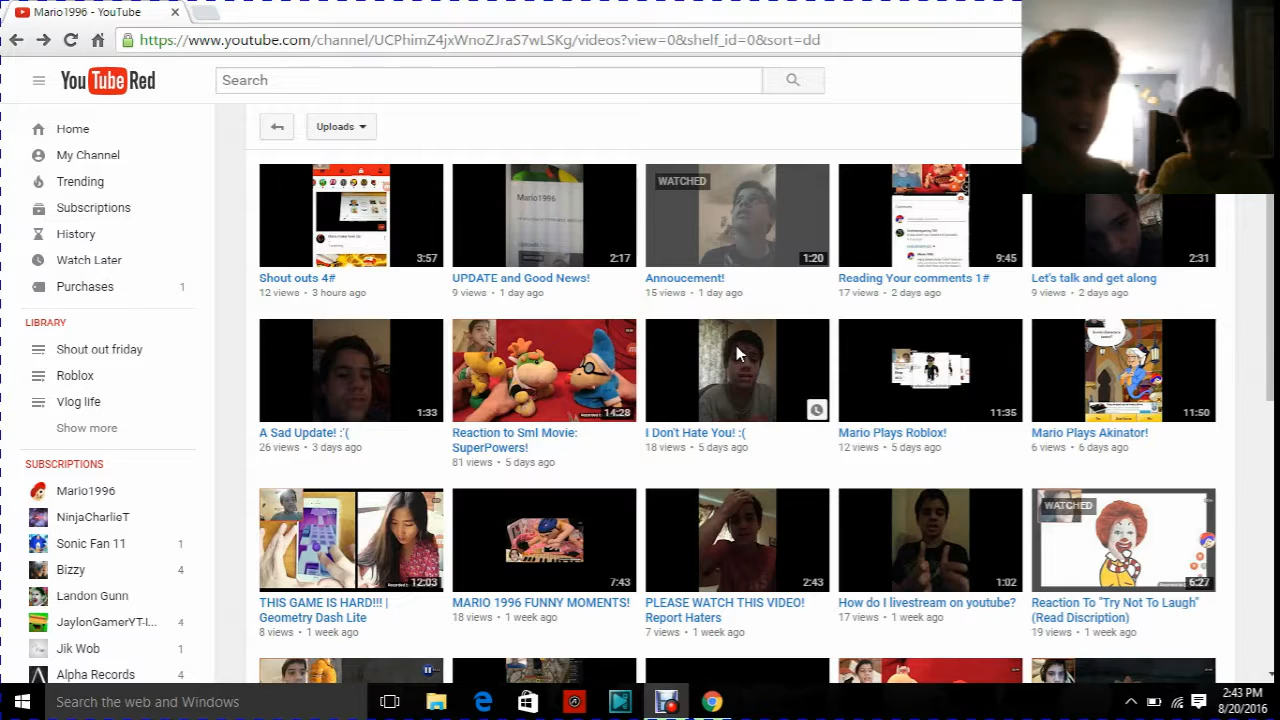 Mario1996 - YouTube
https://www.youtube.com/channel/UCPhimZ4jxWnoZJraS7wLSKg/videos?view=0&shelf_id=0&sort=dd
YouTube Red
Search
Home
My Channel
Trending
Subscriptions
History
Watch Later
Purchases 1
LIBRARY
Shout out friday
Roblox
Vlog life
Show more
SUBSCRIPTIONS
Mario1996
NinjaCharlieT
Sonic Fan 11 1
Bizzy 4
Landon Gunn
JaylonGamerYT-l... 4
Jik Wob 1
Alpha Records 4
Uploads
3:57
Shout outs 4#
12 views • 3 hours ago
Mario1996
2:17
UPDATE and Good News!
9 views • 1 day ago
WATCHED
1:20
Annoucement!
15 views • 1 day ago
9:45
Reading Your comments 1#
17 views • 2 days ago
2:31
Let's talk and get along
9 views • 2 days ago
1:33
A Sad Update! :'(
26 views • 3 days ago
14:28
Reaction to Sml Movie:
SuperPowers!
81 views • 5 days ago
I Don't Hate You! :(
18 views • 5 days ago
11:35
Mario Plays Roblox!
12 views • 5 days ago
11:50
Mario Plays Akinator!
6 views • 6 days ago
12:03
THIS GAME IS HARD!!! |
Geometry Dash Lite
8 views • 1 week ago
7:43
MARIO 1996 FUNNY MOMENTS!
18 views • 1 week ago
2:43
PLEASE WATCH THIS VIDEO!
Report Haters
7 views • 1 week ago
1:02
How do I livestream on youtube?
17 views • 1 week ago
WATCHED
6:27
Reaction To "Try Not To Laugh"
(Read Discription)
19 views • 1 week ago
Search the web and Windows
2:43 PM
8/20/2016